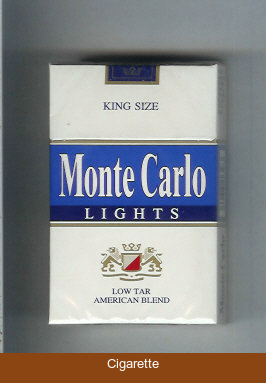 KING SIZE
Monte Carlo
LIGHTS
LOW TAR
AMERICAN BLEND
Cigarette